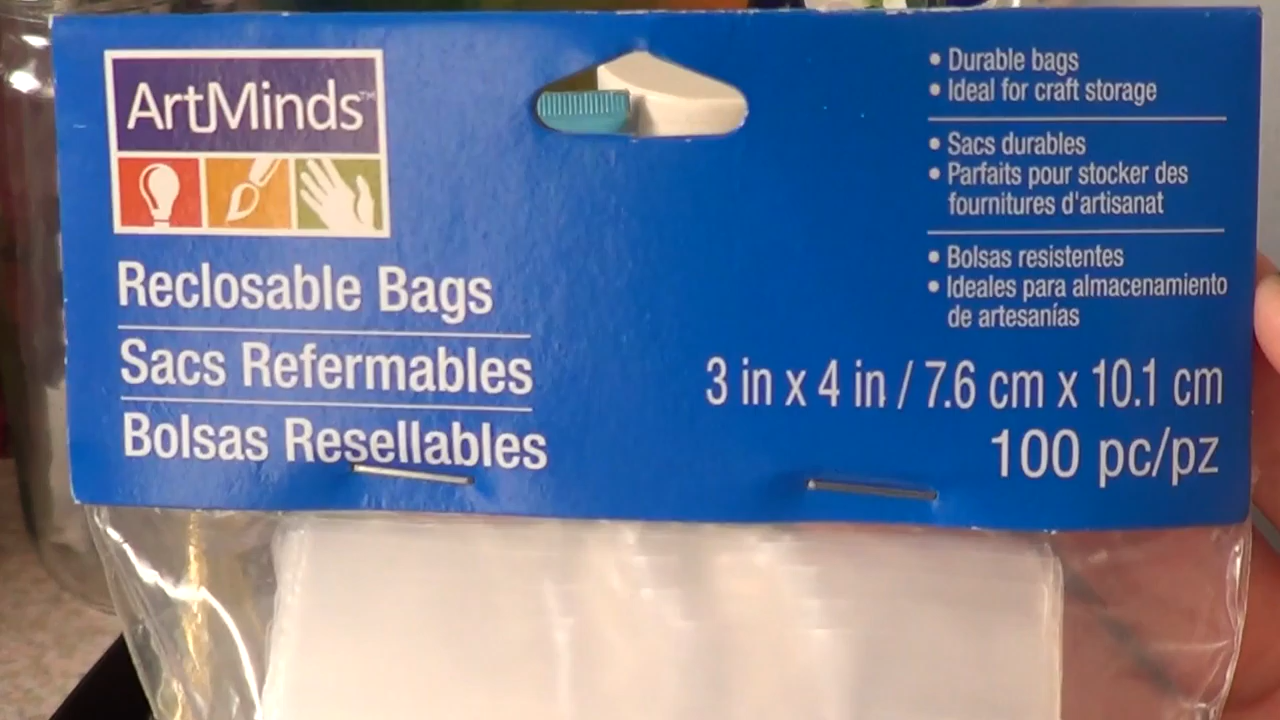 ArtMinds™
Reclosable Bags
Sacs Refermables
Bolsas Resellables
• Durable bags
• Ideal for craft storage
• Sacs durables
• Parfaits pour stocker des
fournitures d'artisanat
• Bolsas resistentes
• Ideales para almacenamiento
de artesanías
3 in x 4 in / 7.6 cm x 10.1 cm
100 pc/pz